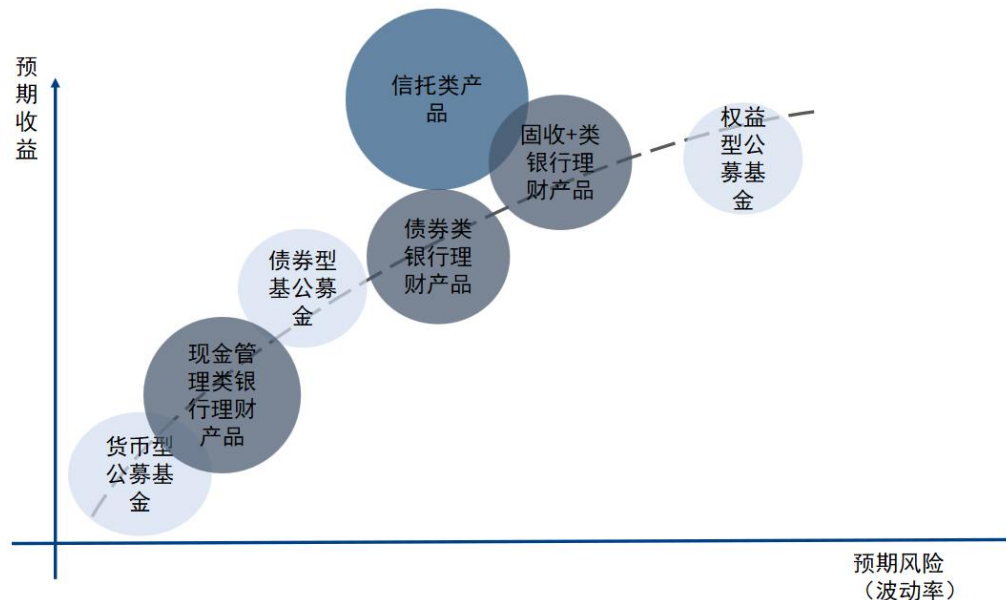 预
期
收
益
信托类产
品
固收+类
银行理
财产品
权益
型公
募基
金
债券类
银行理
财产品
债券型
基公募
金
现金管
理类银
行理财
产品
货币型
公募基
金
预期风险
（波动率）